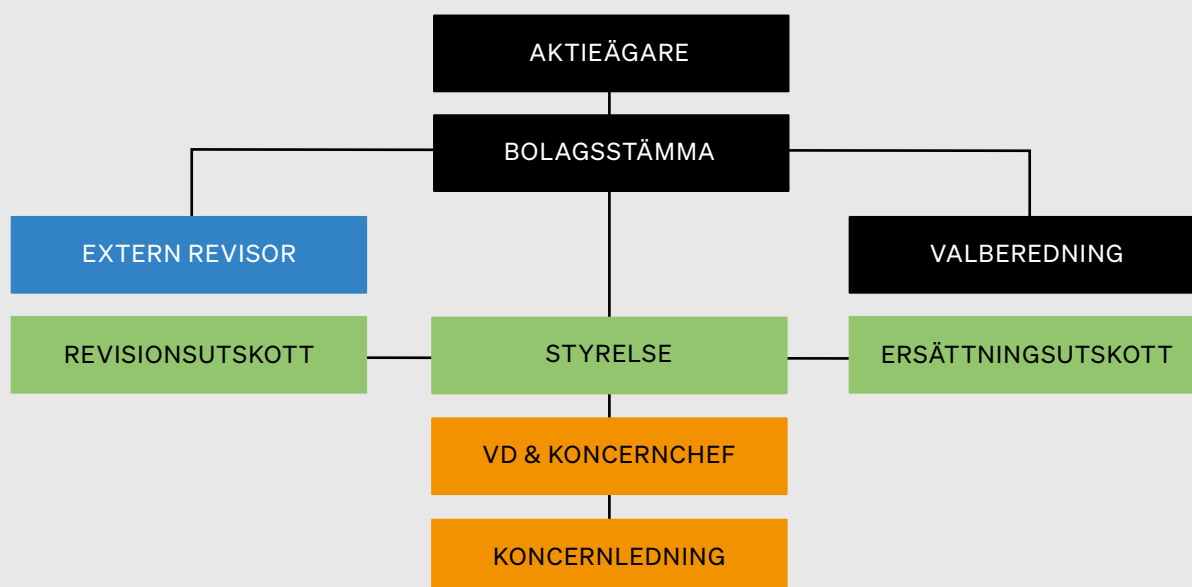 AKTIEÄGARE
BOLAGSSTÄMMA
EXTERN REVISOR
VALBEREDNING
REVISIONSUTSKOTT
STYRELSE
ERSÄTTNINGSUTSKOTT
VD & KONCERNCHEF
KONCERNLEDNING